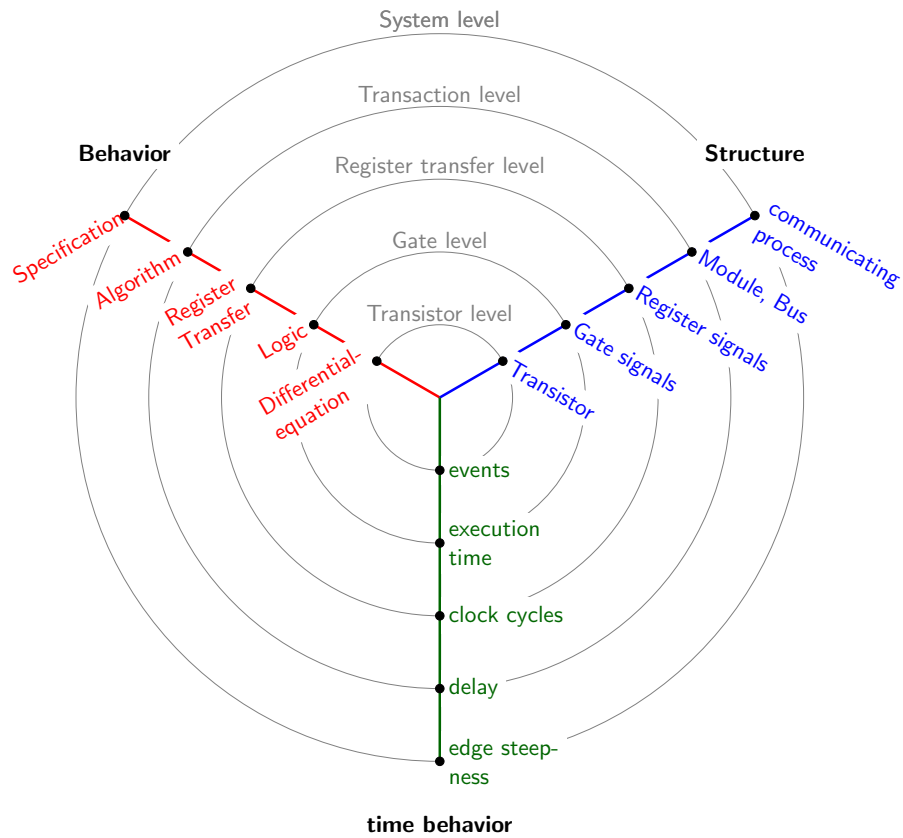 System level
Transaction level
Register transfer level
Gate level
Transistor level
Behavior
Specification
Algorithm
Register
Transfer
Logic
Differential-
equation
Structure
communicating
process
Module, Bus
Register signals
Gate signals
Transistor
events
execution
time
clock cycles
delay
edge steep-
ness
time behavior